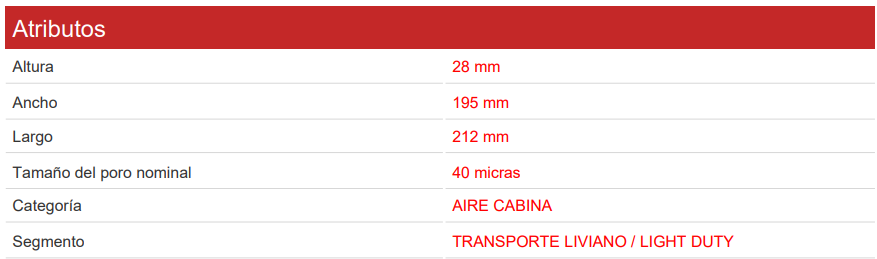 Atributos
Altura 28 mm
Ancho 195 mm
Largo 212 mm
Tamaño del poro nominal 40 micras
Categoría AIRE CABINA
Segmento TRANSPORTE LIVIANO / LIGHT DUTY